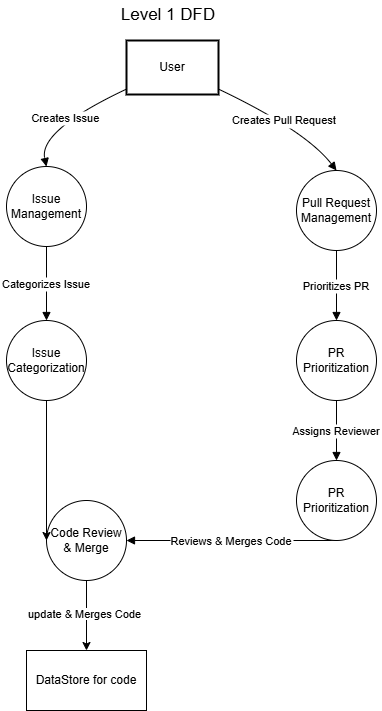 Level 1 DFD
User
Creates Issue
Creates Pull Request
Issue
Management
Pull Request
Management
Categorizes Issue
Prioritizes PR
Issue
Categorization
PR
Prioritization
Assigns Reviewer
PR
Prioritization
Code Review
& Merge
Reviews & Merges Code
update & Merges Code
DataStore for code